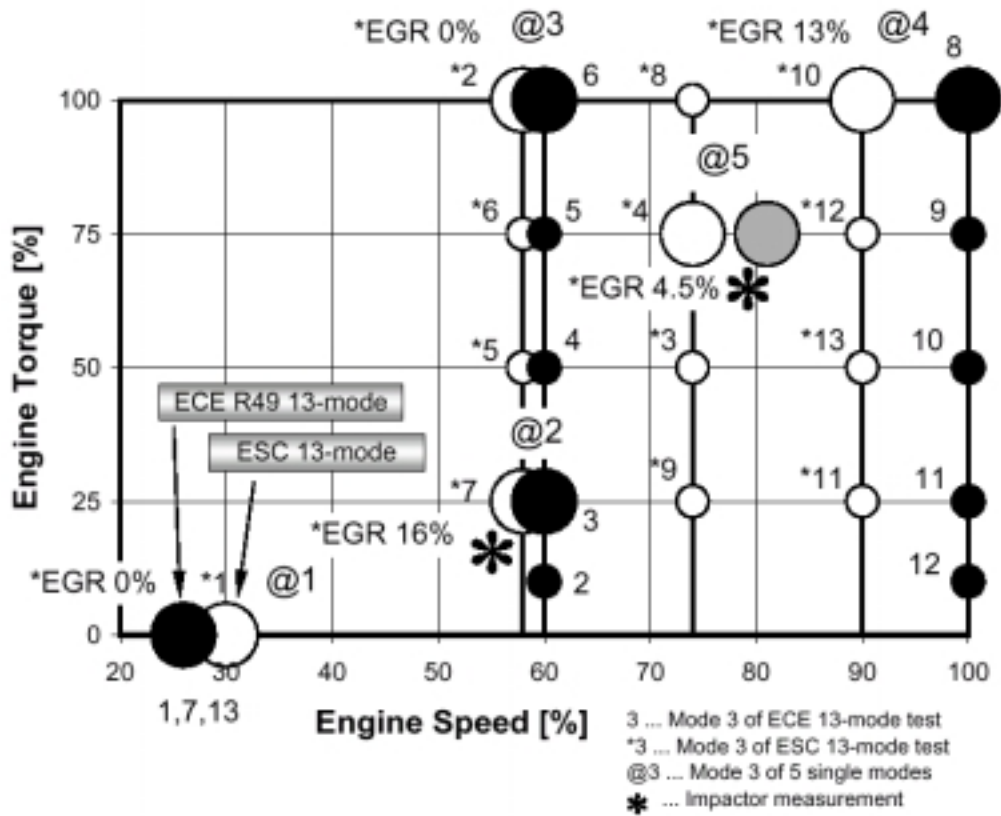 *EGR 0% @3 *EGR 13% @4
*2 6 *8 *10 8
100
@5
*6 5 *4 *12 9
75
*EGR 4.5% *
*5 4 *3 *13 10
50
ECE R49 13-mode
ESC 13-mode
@2
*7 *9 *11 11
25
*EGR 16% * 3
*EGR 0% *1 @1 2 12
0
20 30 40 50 60 70 80 90 100
1,7,13
Engine Torque [%]
Engine Speed [%]
3 ... Mode 3 of ECE 13-mode test
*3 ... Mode 3 of ESC 13-mode test
@3 ... Mode 3 of 5 single modes
* ... Impactor measurement